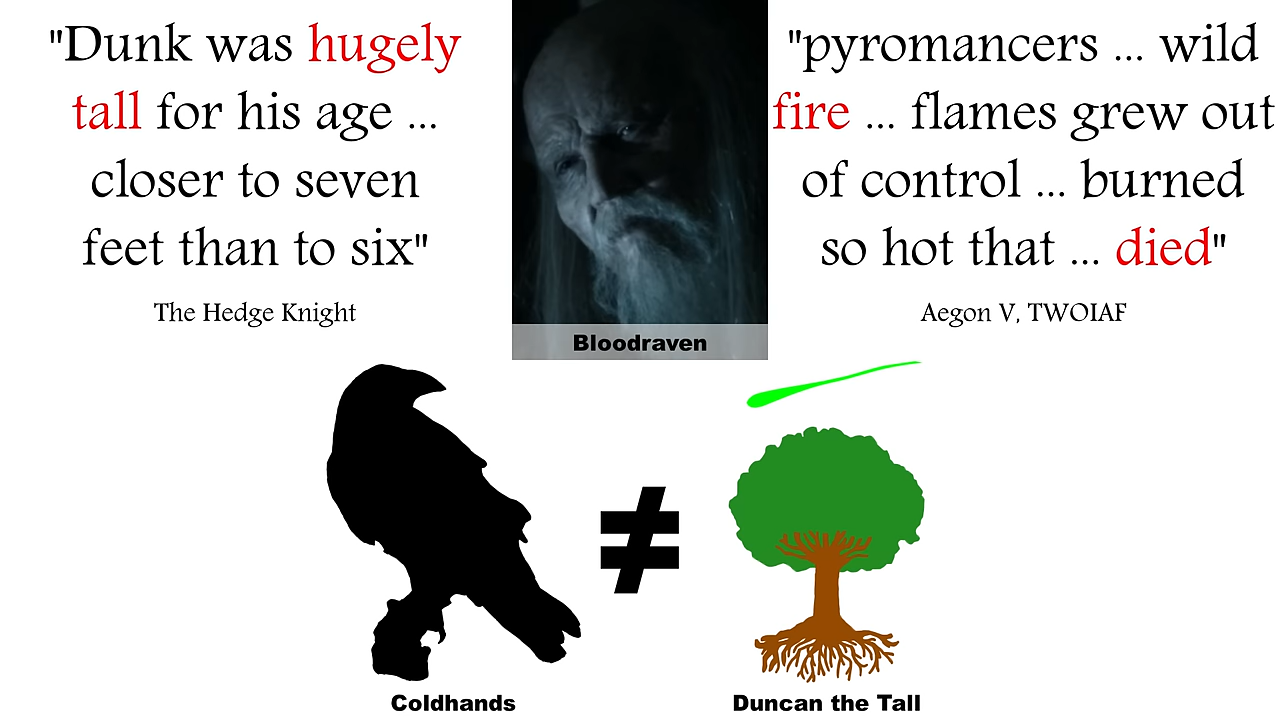 "Dunk was hugely
tall for his age ...
closer to seven
feet than to six"
The Hedge Knight
Bloodraven
"pyromancers ... wild
fire ... flames grew out
of control ... burned
so hot that ... died"
Aegon V, TWOIAF
≠
Coldhands
Duncan the Tall